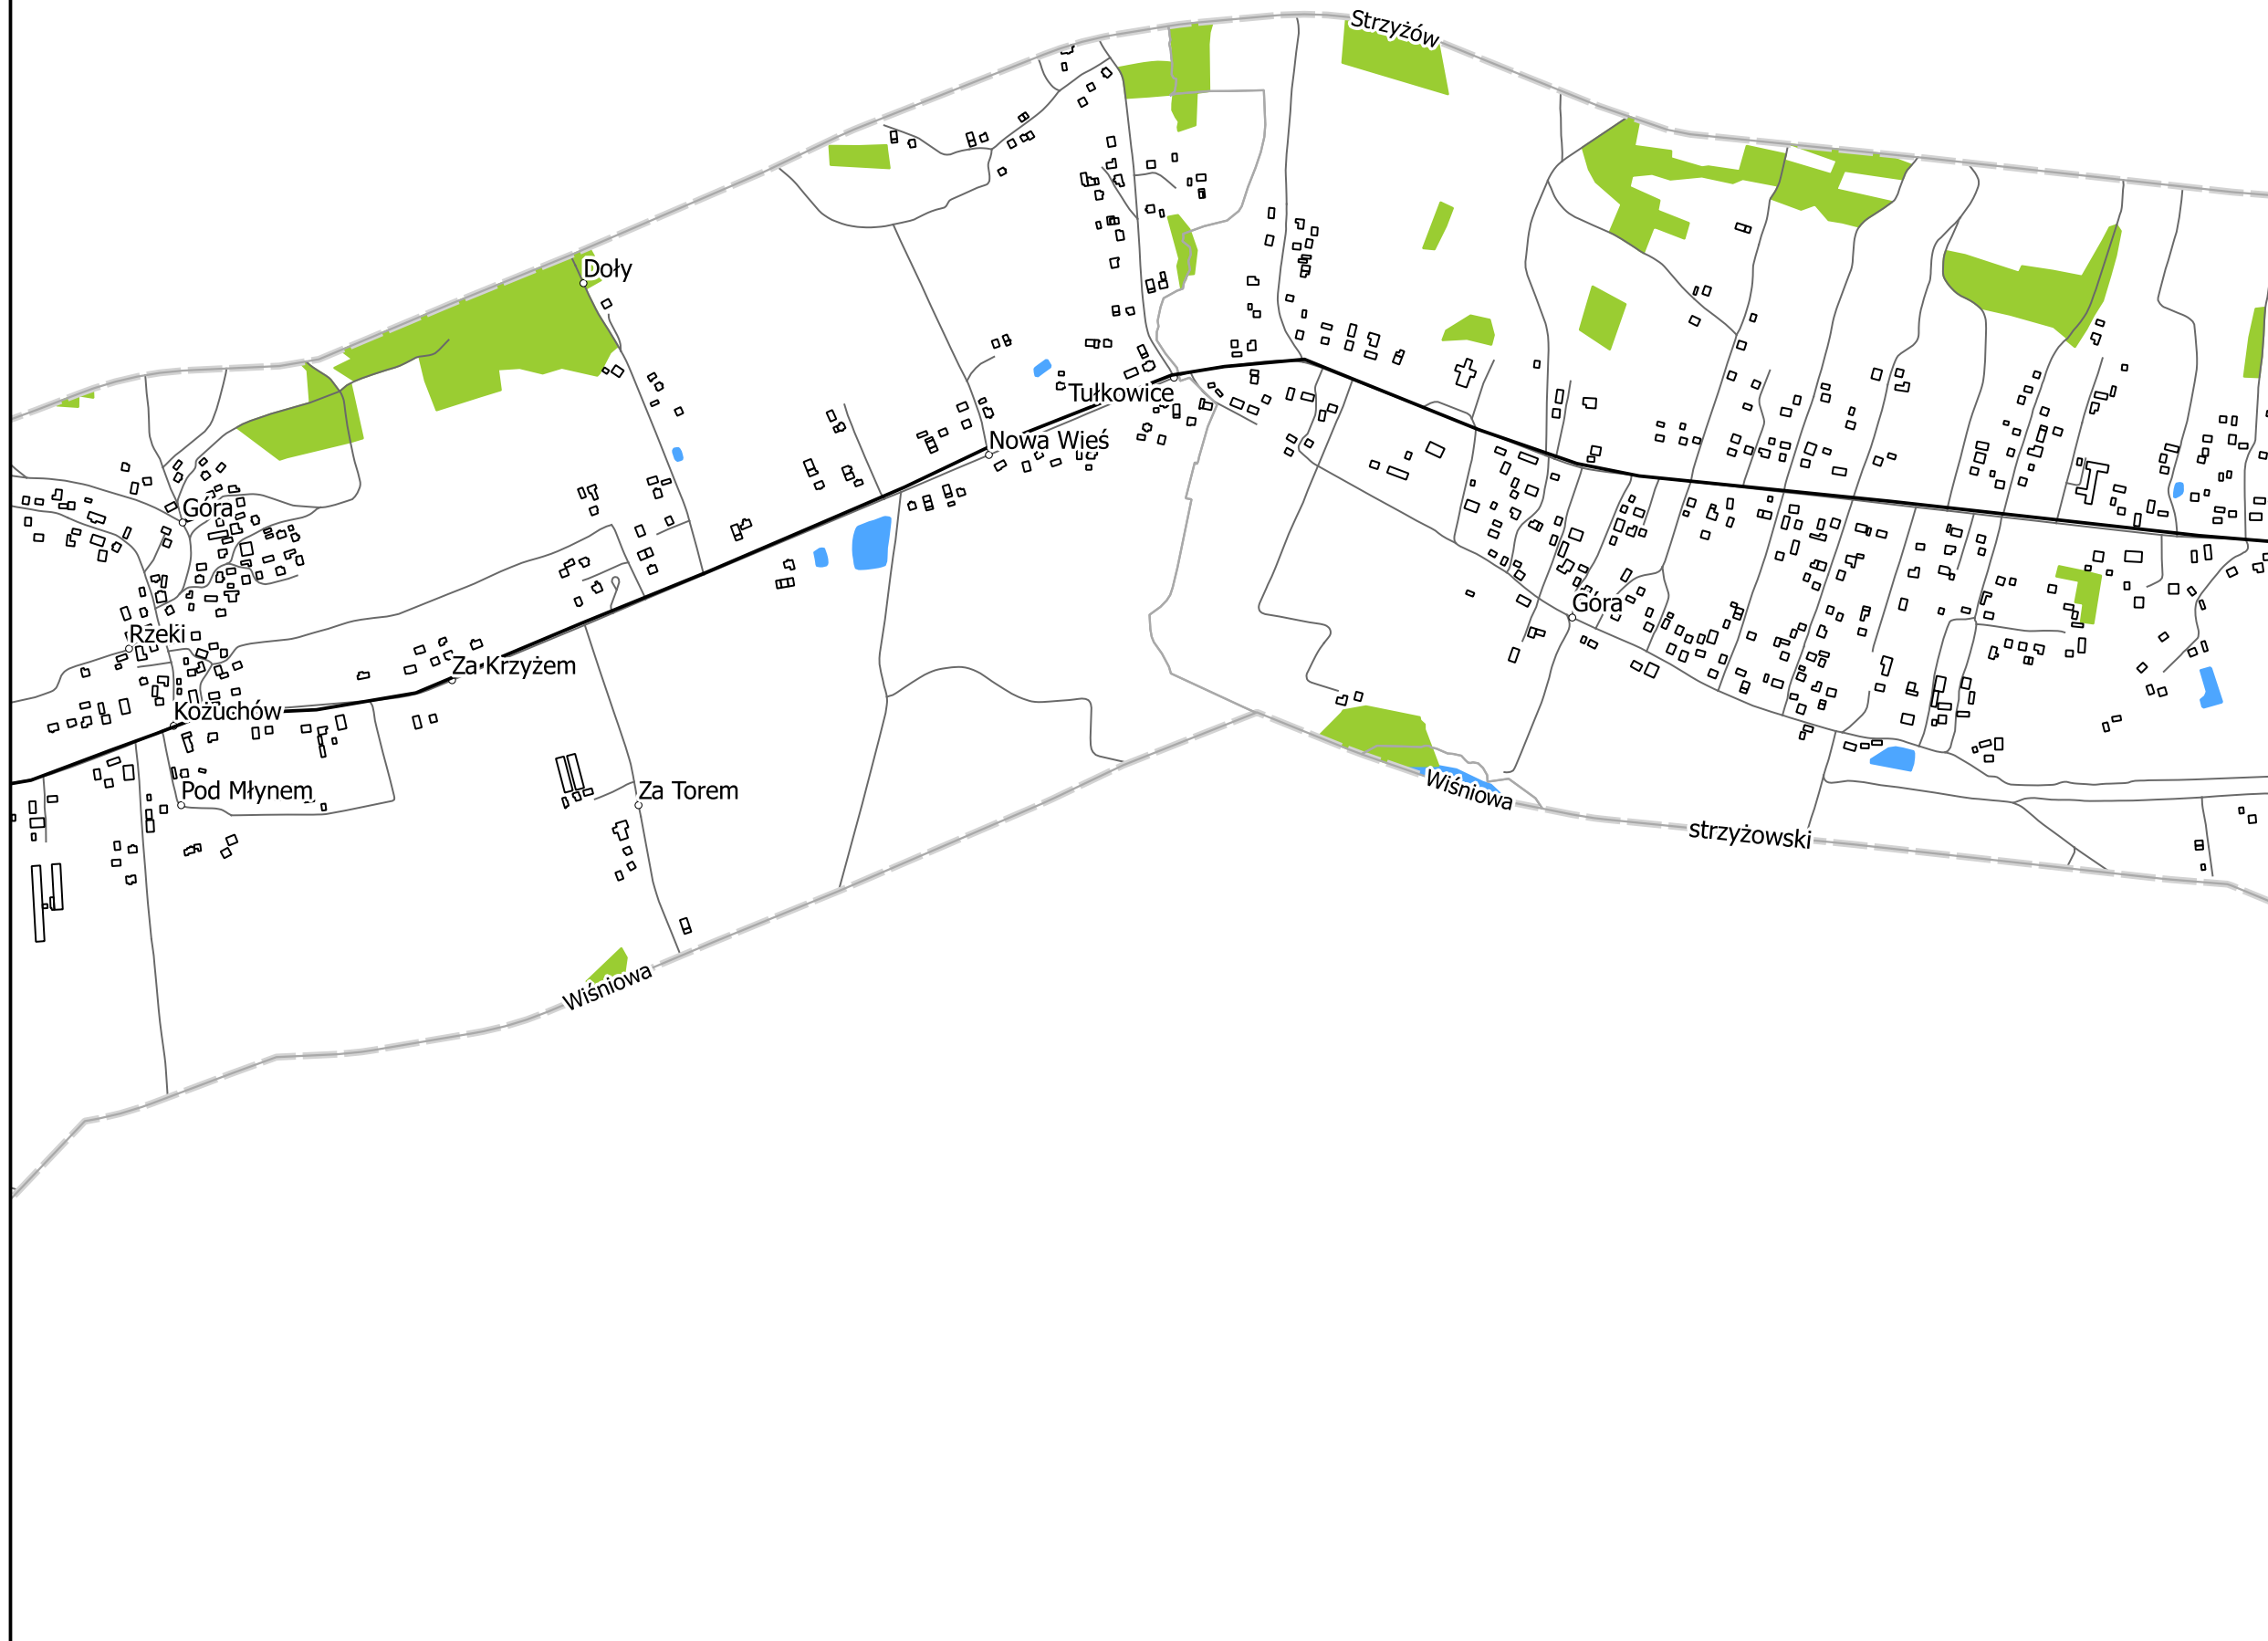 Strzyżów
Doły
Tułkowice
Nowa Wieś
Góra
Góra
Rzeki
Za Krzyżem
Kożuchów
Pod Młynem
Za Torem
Wiśniowa
strzyżowski
Wiśniowa